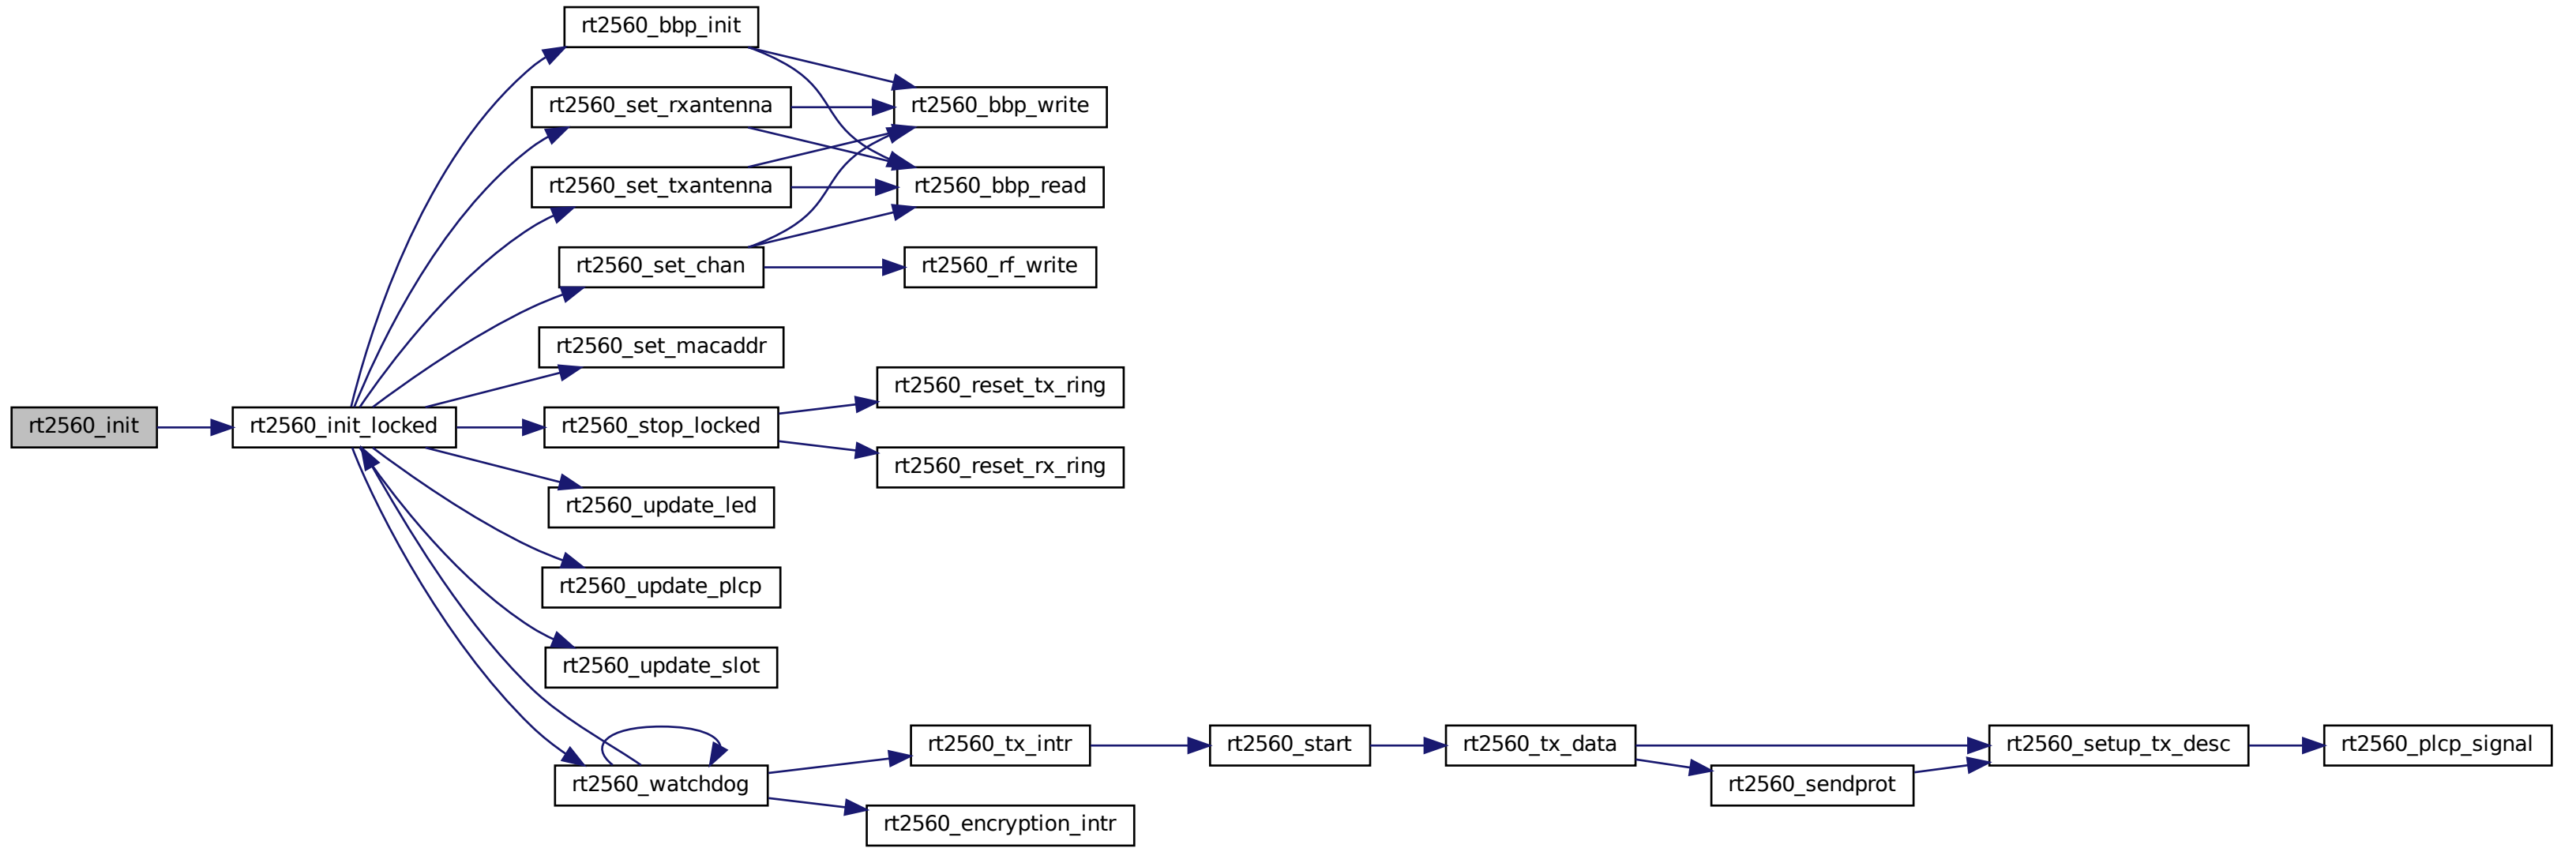 rt2560_init
rt2560_init_locked
rt2560_bbp_init
rt2560_set_rxantenna
rt2560_set_txantenna
rt2560_set_chan
rt2560_set_macaddr
rt2560_stop_locked
rt2560_update_led
rt2560_update_plcp
rt2560_update_slot
rt2560_watchdog
rt2560_bbp_write
rt2560_bbp_read
rt2560_rf_write
rt2560_reset_tx_ring
rt2560_reset_rx_ring
rt2560_tx_intr
rt2560_encryption_intr
rt2560_start
rt2560_tx_data
rt2560_sendprot
rt2560_setup_tx_desc
rt2560_plcp_signal